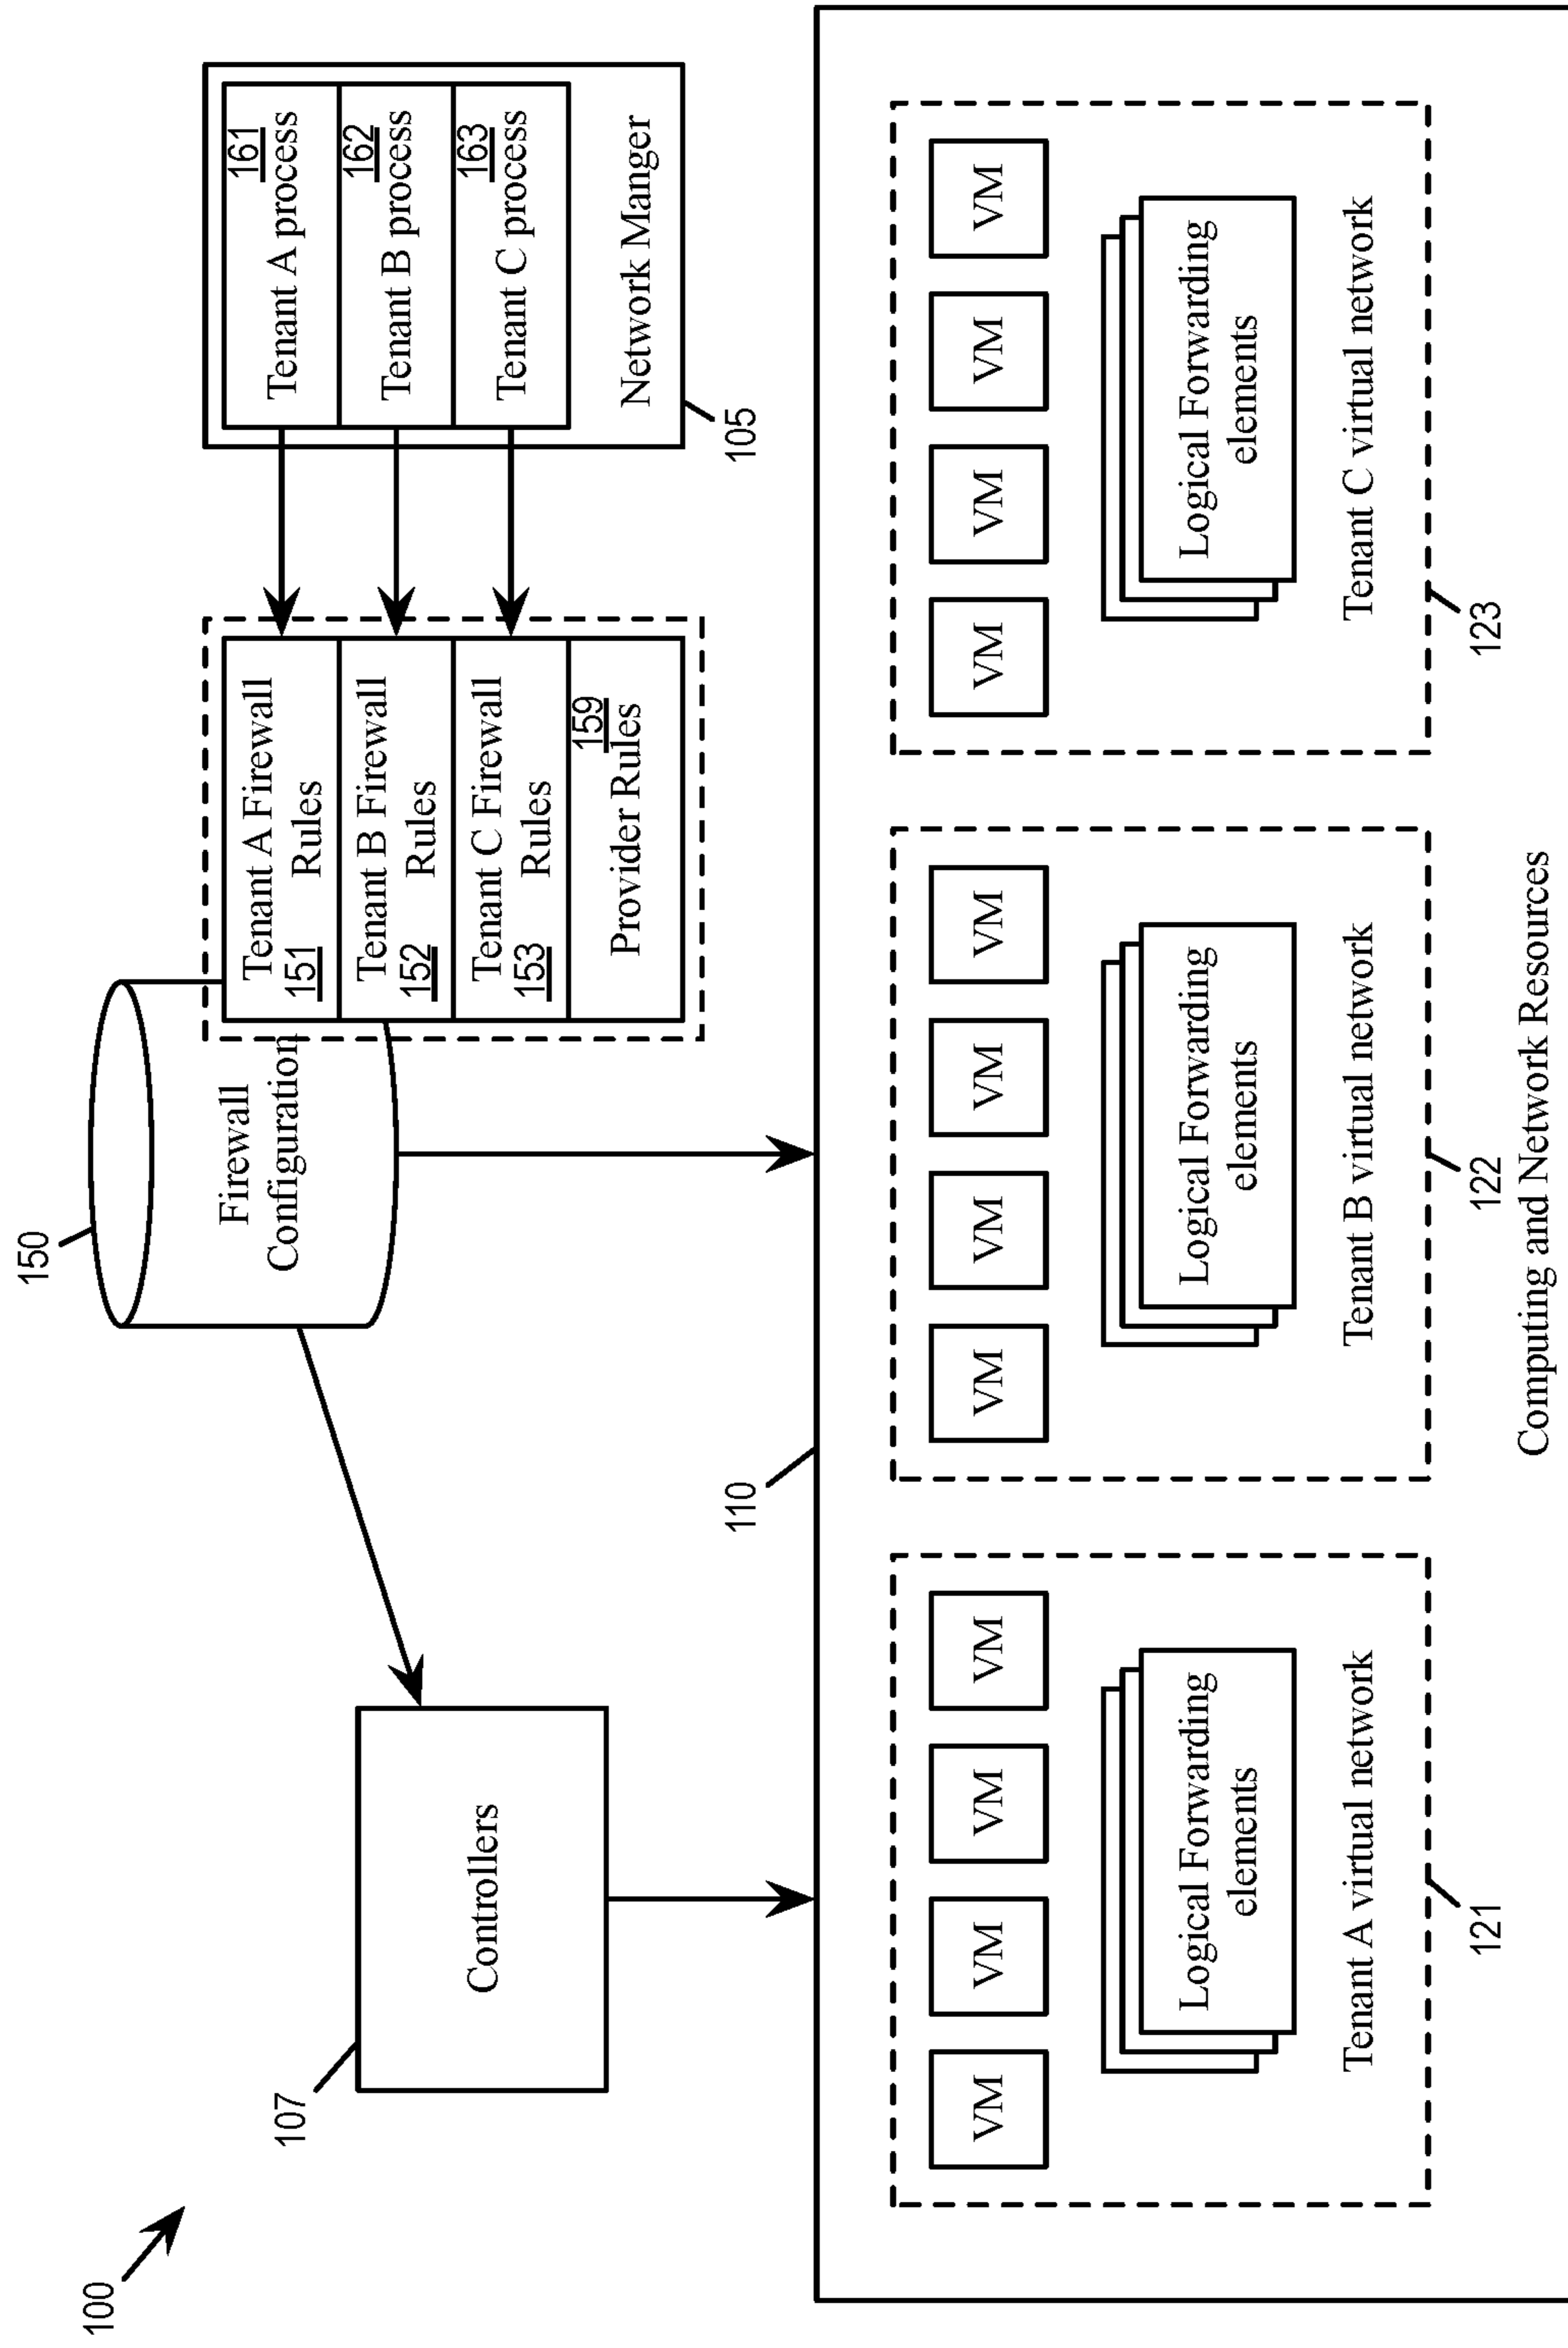 100
150
Firewall
Configuration
107
Controllers
Tenant A Firewall
151
Rules
Tenant B Firewall
152
Rules
Tenant C Firewall
153
Rules
159
Provider Rules
161
Tenant A process
162
Tenant B process
163
Tenant C process
Network Manger
105
110
VM
VM
VM
VM
Logical Forwarding
elements
Tenant A virtual network
121
VM
VM
VM
VM
Logical Forwarding
elements
Tenant B virtual network
122
VM
VM
VM
VM
Logical Forwarding
elements
Tenant C virtual network
123
Computing and Network Resources